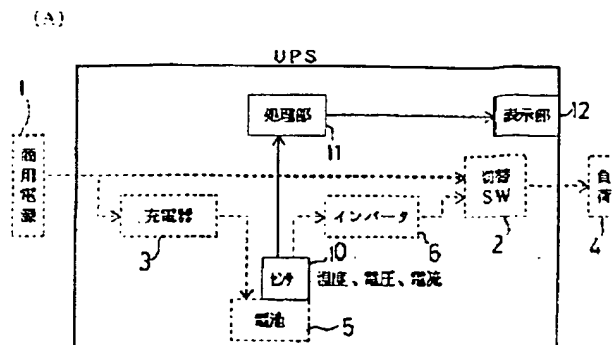 (A)
UPS
1
処理部
表示部
12
11
商用電源
切替
SW
負荷
充電器
インバータ
2
4
3
10
6
センサ
温度、電圧、電流
電池
5